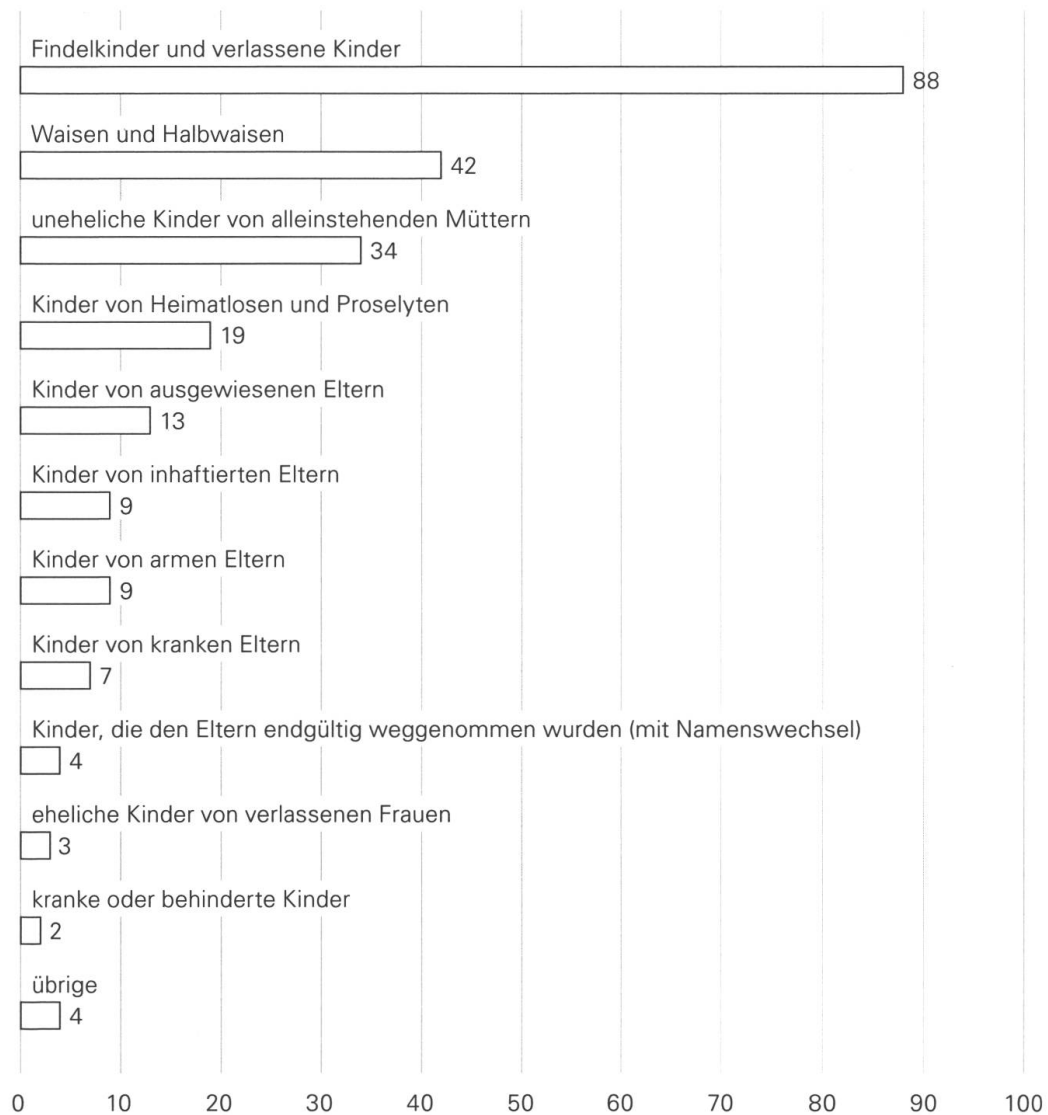 Findelkinder und verlassene Kinder
88
Waisen und Halbwaisen
42
uneheliche Kinder von alleinstehenden Müttern
34
Kinder von Heimatlosen und Proselyten
19
Kinder von ausgewiesenen Eltern
13
Kinder von inhaftierten Eltern
9
Kinder von armen Eltern
9
Kinder von kranken Eltern
7
Kinder, die den Eltern endgültig weggenommen wurden (mit Namenswechsel)
4
eheliche Kinder von verlassenen Frauen
3
kranke oder behinderte Kinder
2
übrige
4
0 10 20 30 40 50 60 70 80 90 100